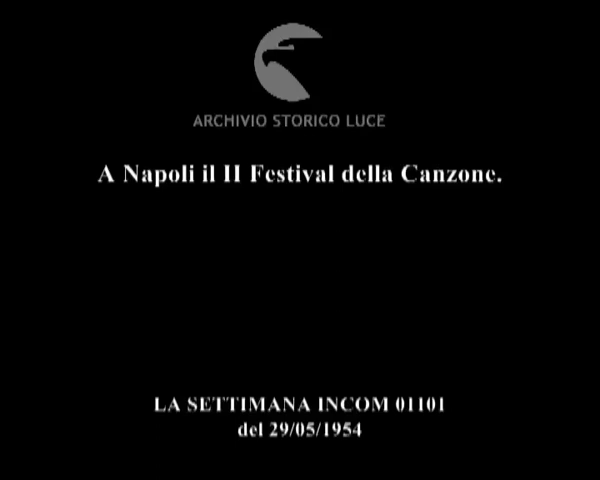 ARCHIVIO STORICO LUCE
A Napoli il II Festival della Canzone.
LA SETTIMANA INCOM 01101
del 29/05/1954